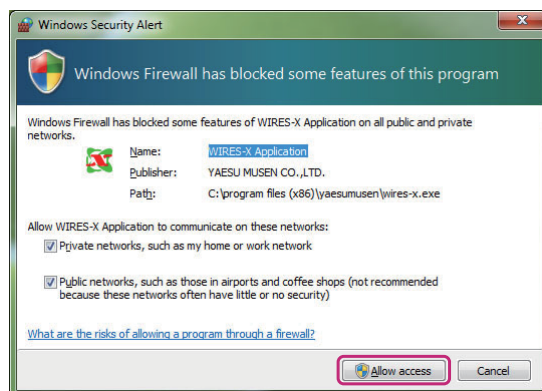 Windows Security Alert
Windows Firewall has blocked some features of this program
Windows Firewall has blocked some features of WIRES-X Application on all public and private
networks.
Name: WIRES-X Application
Publisher: YAESU MUSEN CO.,LTD.
Path: C:\program files (x86)\yaesumusen\wires-x.exe
Allow WIRES-X Application to communicate on these networks:
Private networks, such as my home or work network
Public networks, such as those in airports and coffee shops (not recommended
because these networks often have little or no security)
What are the risks of allowing a program through a firewall?
Allow access Cancel